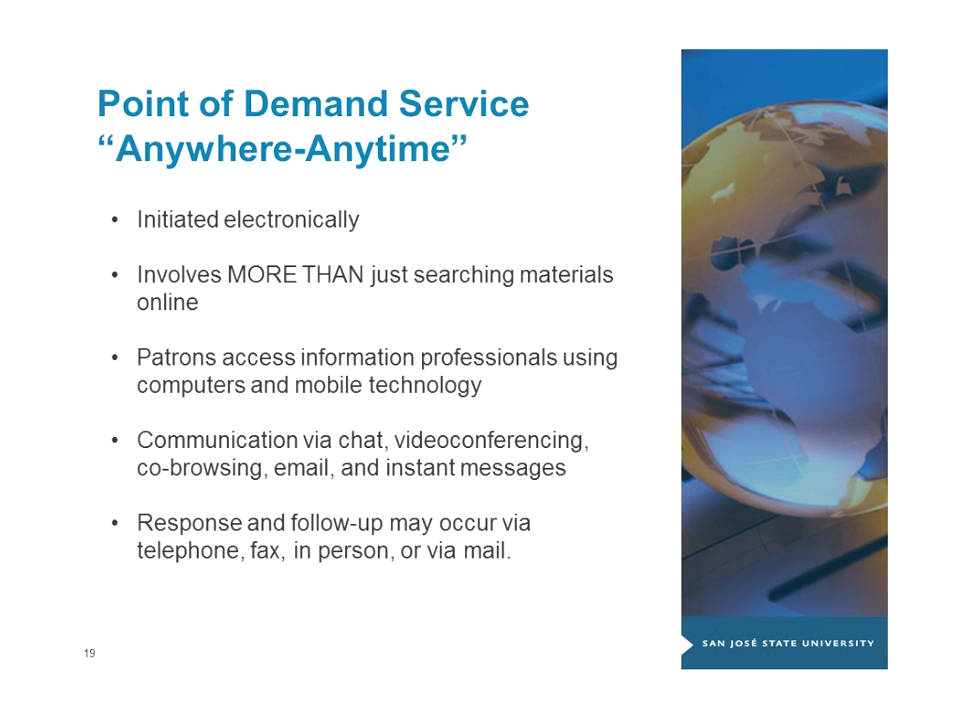 Point of Demand Service
“Anywhere-Anytime”
• Initiated electronically
• Involves MORE THAN just searching materials
online
• Patrons access information professionals using
computers and mobile technology
• Communication via chat, videoconferencing,
co-browsing, email, and instant messages
• Response and follow-up may occur via
telephone, fax, in person, or via mail.
19
SAN JOSÉ STATE UNIVERSITY